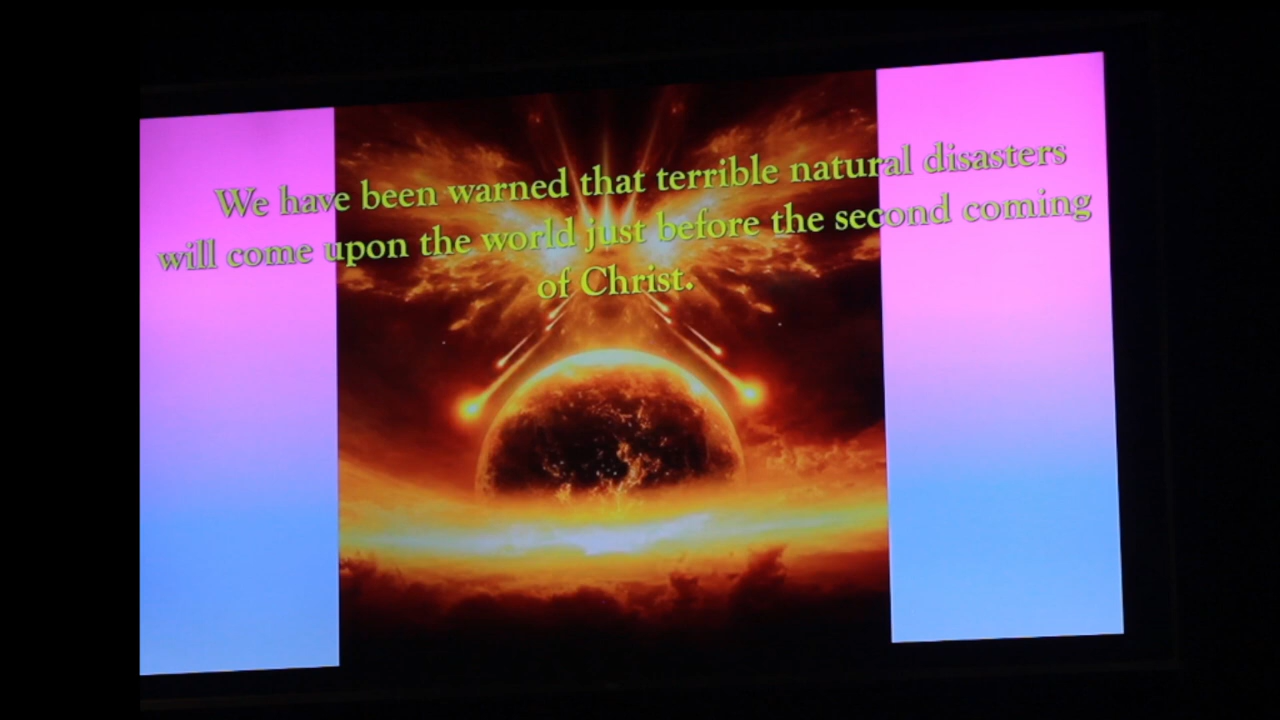 We have been warned that terrible natural disasters
will come upon the world just before the second coming
of Christ.